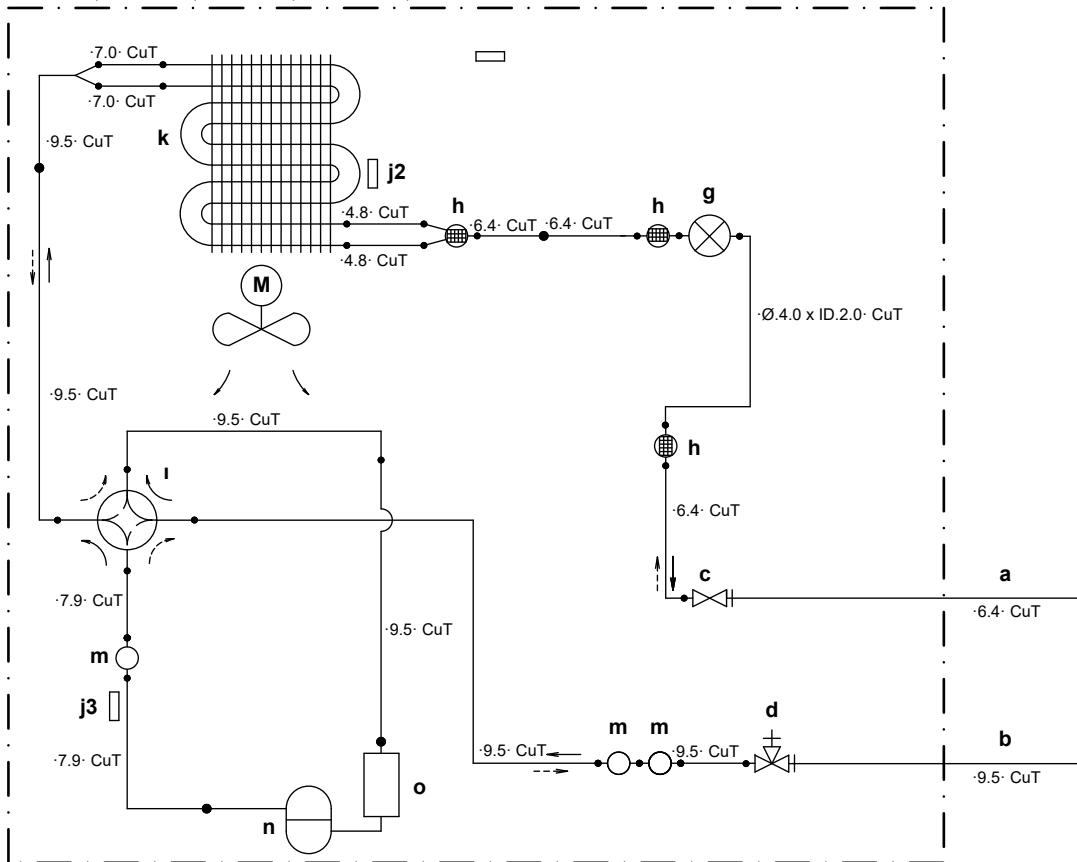 ·7.0· CuT
·7.0· CuT
k
·9.5· CuT
j2
·4.8· CuT
h
·6.4· CuT
·6.4· CuT
h
g
·4.8· CuT
M
·Ø.4.0 x ID.2.0· CuT
·9.5· CuT
·9.5· CuT
h
·6.4· CuT
c
a
·6.4· CuT
·7.9· CuT
·9.5· CuT
m
j3
m
m
d
b
·7.9· CuT
·9.5· CuT
·9.5· CuT
·9.5· CuT
o
n